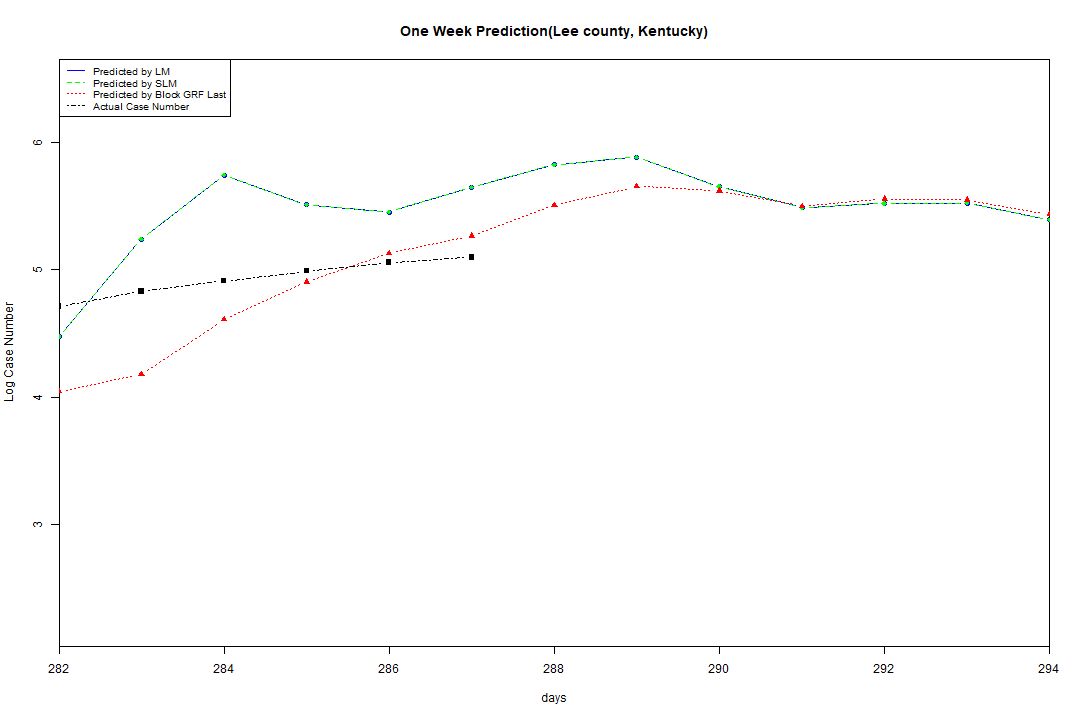 One Week Prediction(Lee county, Kentucky)
Predicted by LM
Predicted by SLM
Predicted by Block GRF Last
Actual Case Number
6
5
4
3
Log Case Number
282 284 286 288 290 292 294
days